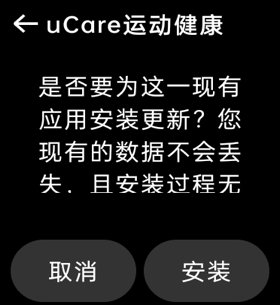 uCare运动健康
是否要为这一现有
应用安装更新？您
现有的数据不会丢
失，且安装过程无
取消
安装